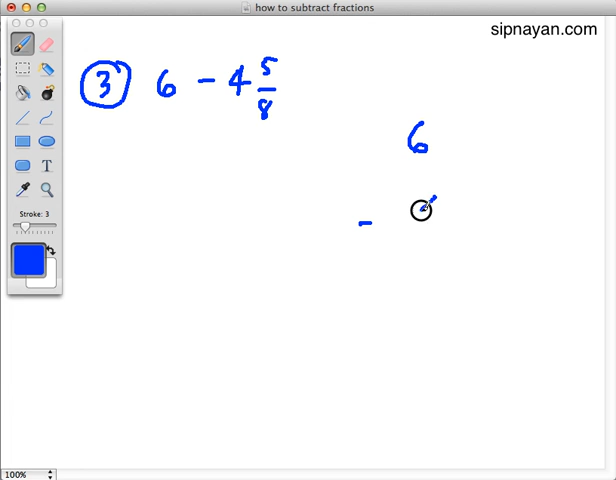 how to subtract fractions
sipnayan.com
3 6 - 4 5/8
6
-
Stroke: 3
T
100%